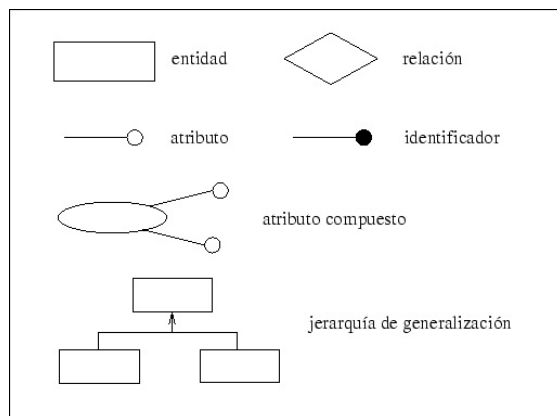 entidad
relación
atributo
identificador
atributo compuesto
jerarquía de generalización